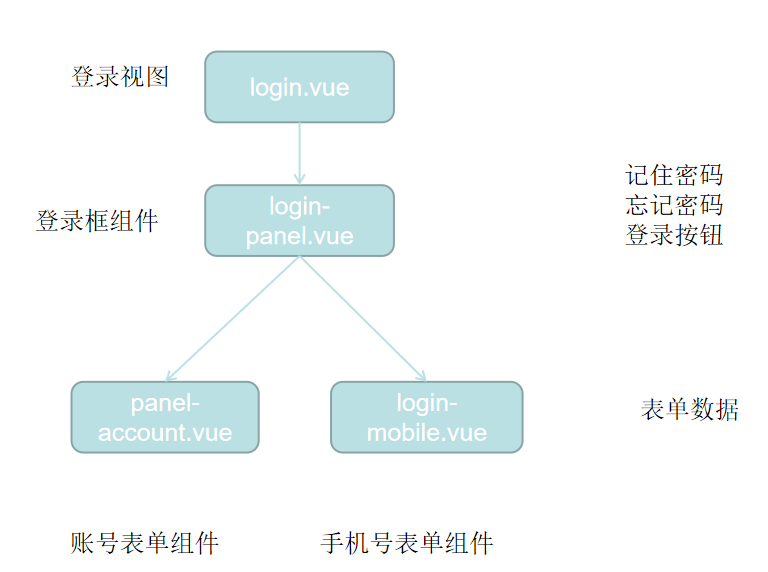 登录视图
login.vue
记住密码
忘记密码
登录按钮
登录框组件
login-
panel.vue
panel-
account.vue
login-
mobile.vue
表单数据
账号表单组件
手机号表单组件